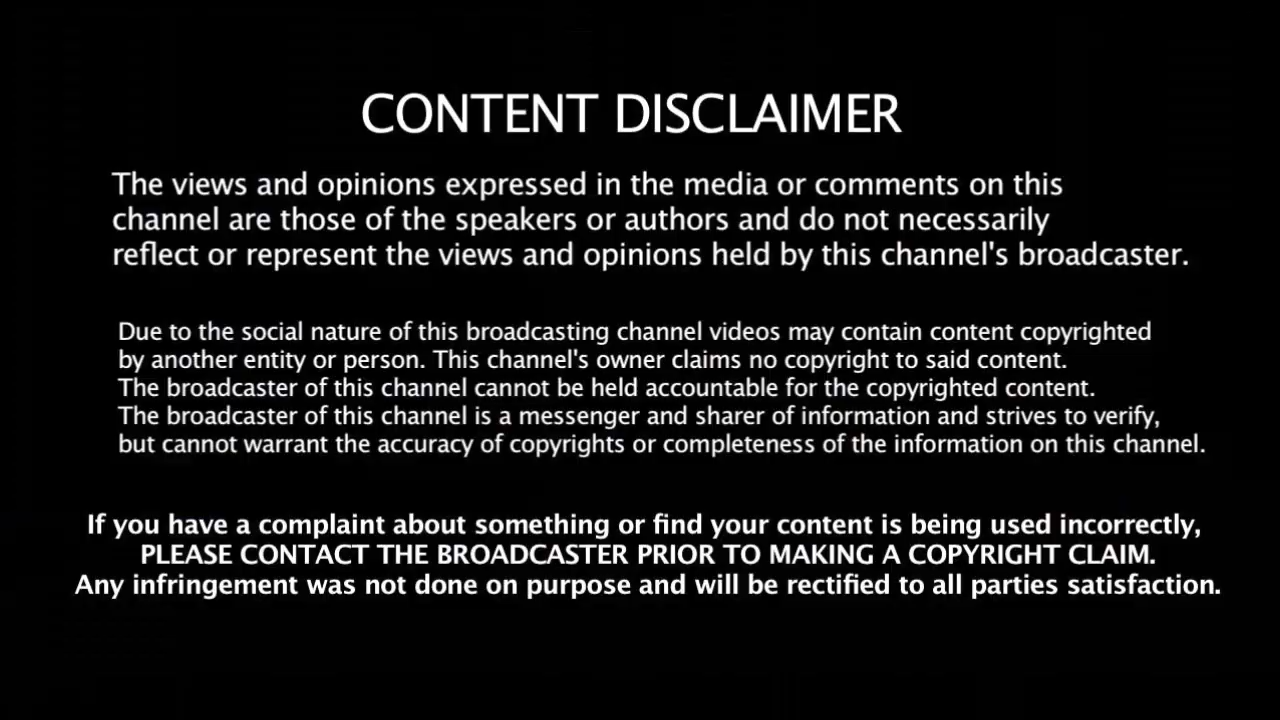 CONTENT DISCLAIMER
The views and opinions expressed in the media or comments on this
channel are those of the speakers or authors and do not necessarily
reflect or represent the views and opinions held by this channel's broadcaster.
Due to the social nature of this broadcasting channel videos may contain content copyrighted
by another entity or person. This channel's owner claims no copyright to said content.
The broadcaster of this channel cannot be held accountable for the copyrighted content.
The broadcaster of this channel is a messenger and sharer of information and strives to verify,
but cannot warrant the accuracy of copyrights or completeness of the information on this channel.
If you have a complaint about something or find your content is being used incorrectly,
PLEASE CONTACT THE BROADCASTER PRIOR TO MAKING A COPYRIGHT CLAIM.
Any infringement was not done on purpose and will be rectified to all parties satisfaction.